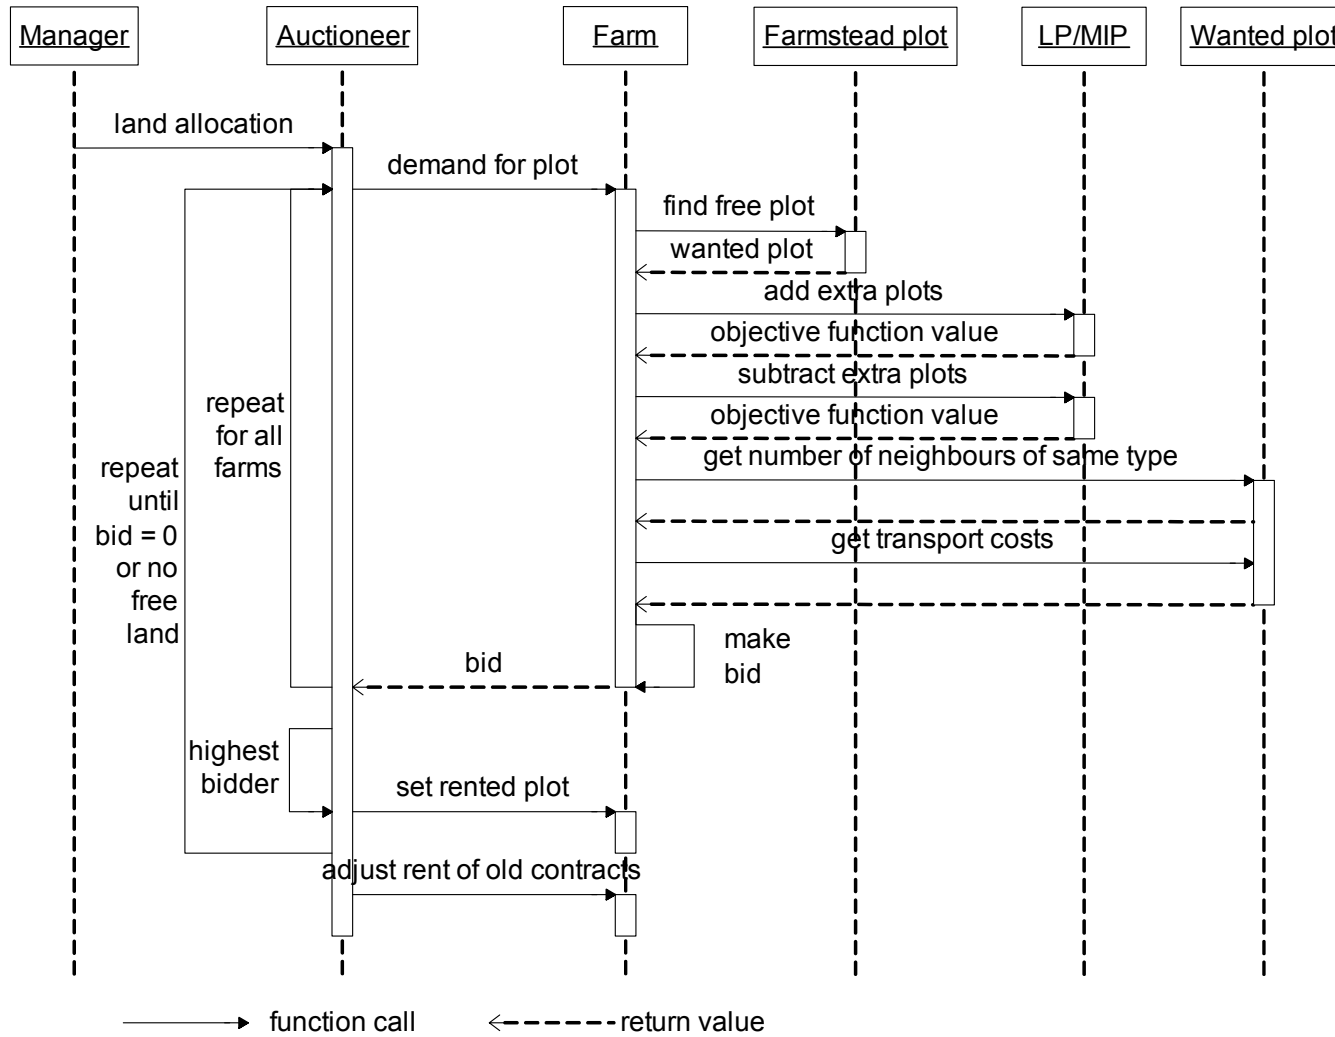 Manager
Auctioneer
Farm
Farmstead plot
LP/MIP
Wanted plot
land allocation
demand for plot
find free plot
wanted plot
add extra plots
objective function value
subtract extra plots
objective function value
get number of neighbours of same type
get transport costs
repeat
for all
farms
repeat
until
bid = 0
or no
free
land
make
bid
bid
highest
bidder
set rented plot
adjust rent of old contracts
function call
return value